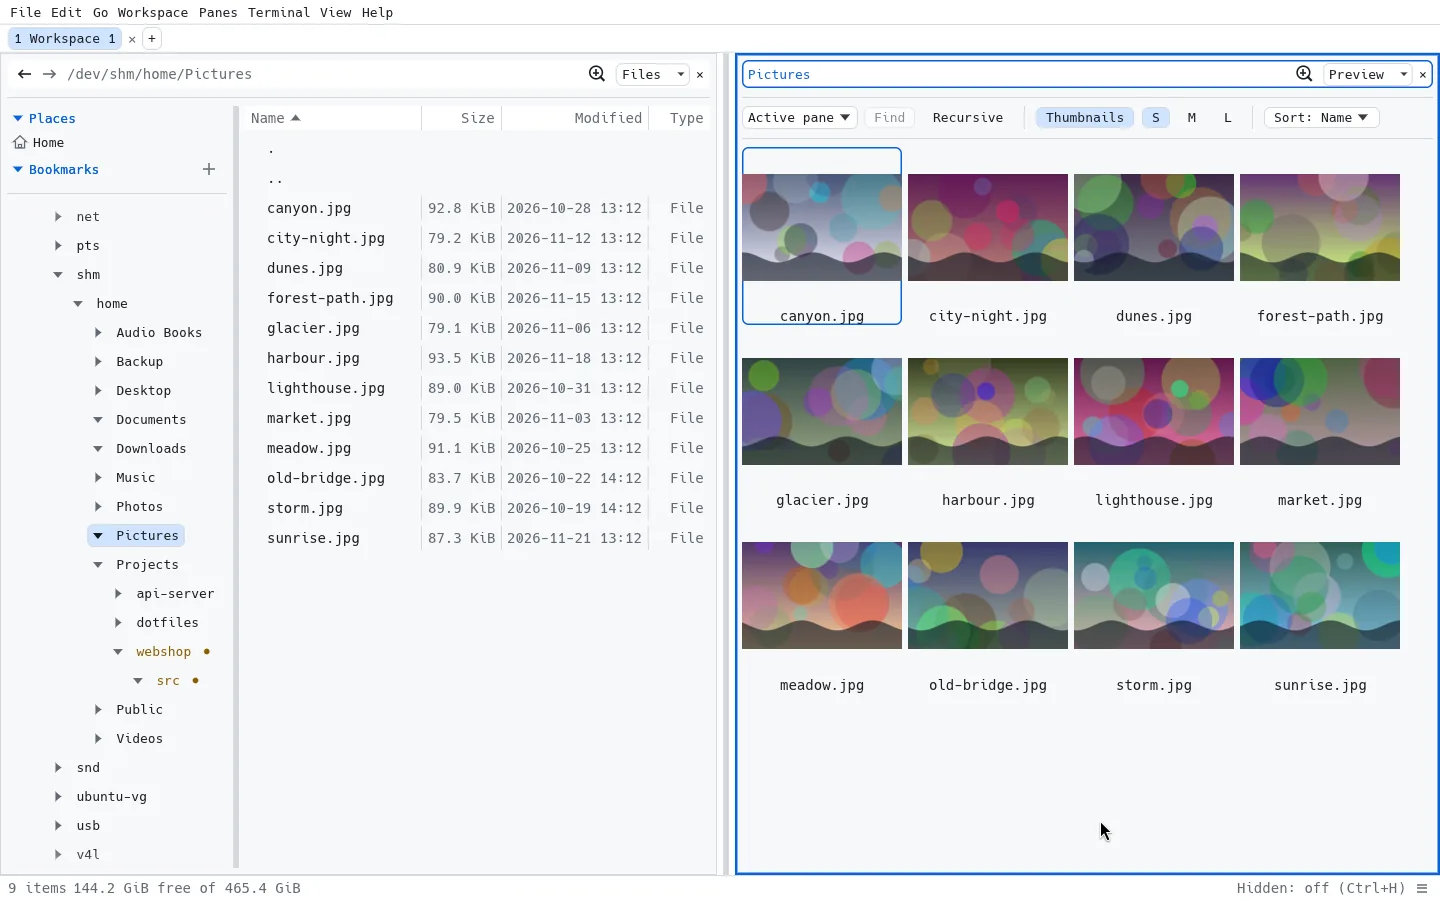 File Edit Go Workspace Panes Terminal View Help
1 Workspace 1 × +
/dev/shm/home/Pictures Files ×
Places
Home
Bookmarks +
net
pts
shm
home
Audio Books
Backup
Desktop
Documents
Downloads
Music
Photos
Pictures
Projects
api-server
dotfiles
webshop
src
Public
Videos
snd
ubuntu-vg
usb
v4l
Name Size Modified Type
.
..
canyon.jpg 92.8 KiB 2026-10-28 13:12 File
city-night.jpg 79.2 KiB 2026-11-12 13:12 File
dunes.jpg 80.9 KiB 2026-11-09 13:12 File
forest-path.jpg 90.0 KiB 2026-11-15 13:12 File
glacier.jpg 79.1 KiB 2026-11-06 13:12 File
harbour.jpg 93.5 KiB 2026-11-18 13:12 File
lighthouse.jpg 89.0 KiB 2026-10-31 13:12 File
market.jpg 79.5 KiB 2026-11-03 13:12 File
meadow.jpg 91.1 KiB 2026-10-25 13:12 File
old-bridge.jpg 83.7 KiB 2026-10-22 14:12 File
storm.jpg 89.9 KiB 2026-10-19 14:12 File
sunrise.jpg 87.3 KiB 2026-11-21 13:12 File
Pictures Preview ×
Active pane Find Recursive Thumbnails S M L Sort: Name
canyon.jpg city-night.jpg dunes.jpg forest-path.jpg
glacier.jpg harbour.jpg lighthouse.jpg market.jpg
meadow.jpg old-bridge.jpg storm.jpg sunrise.jpg
9 items 144.2 GiB free of 465.4 GiB Hidden: off (Ctrl+H)